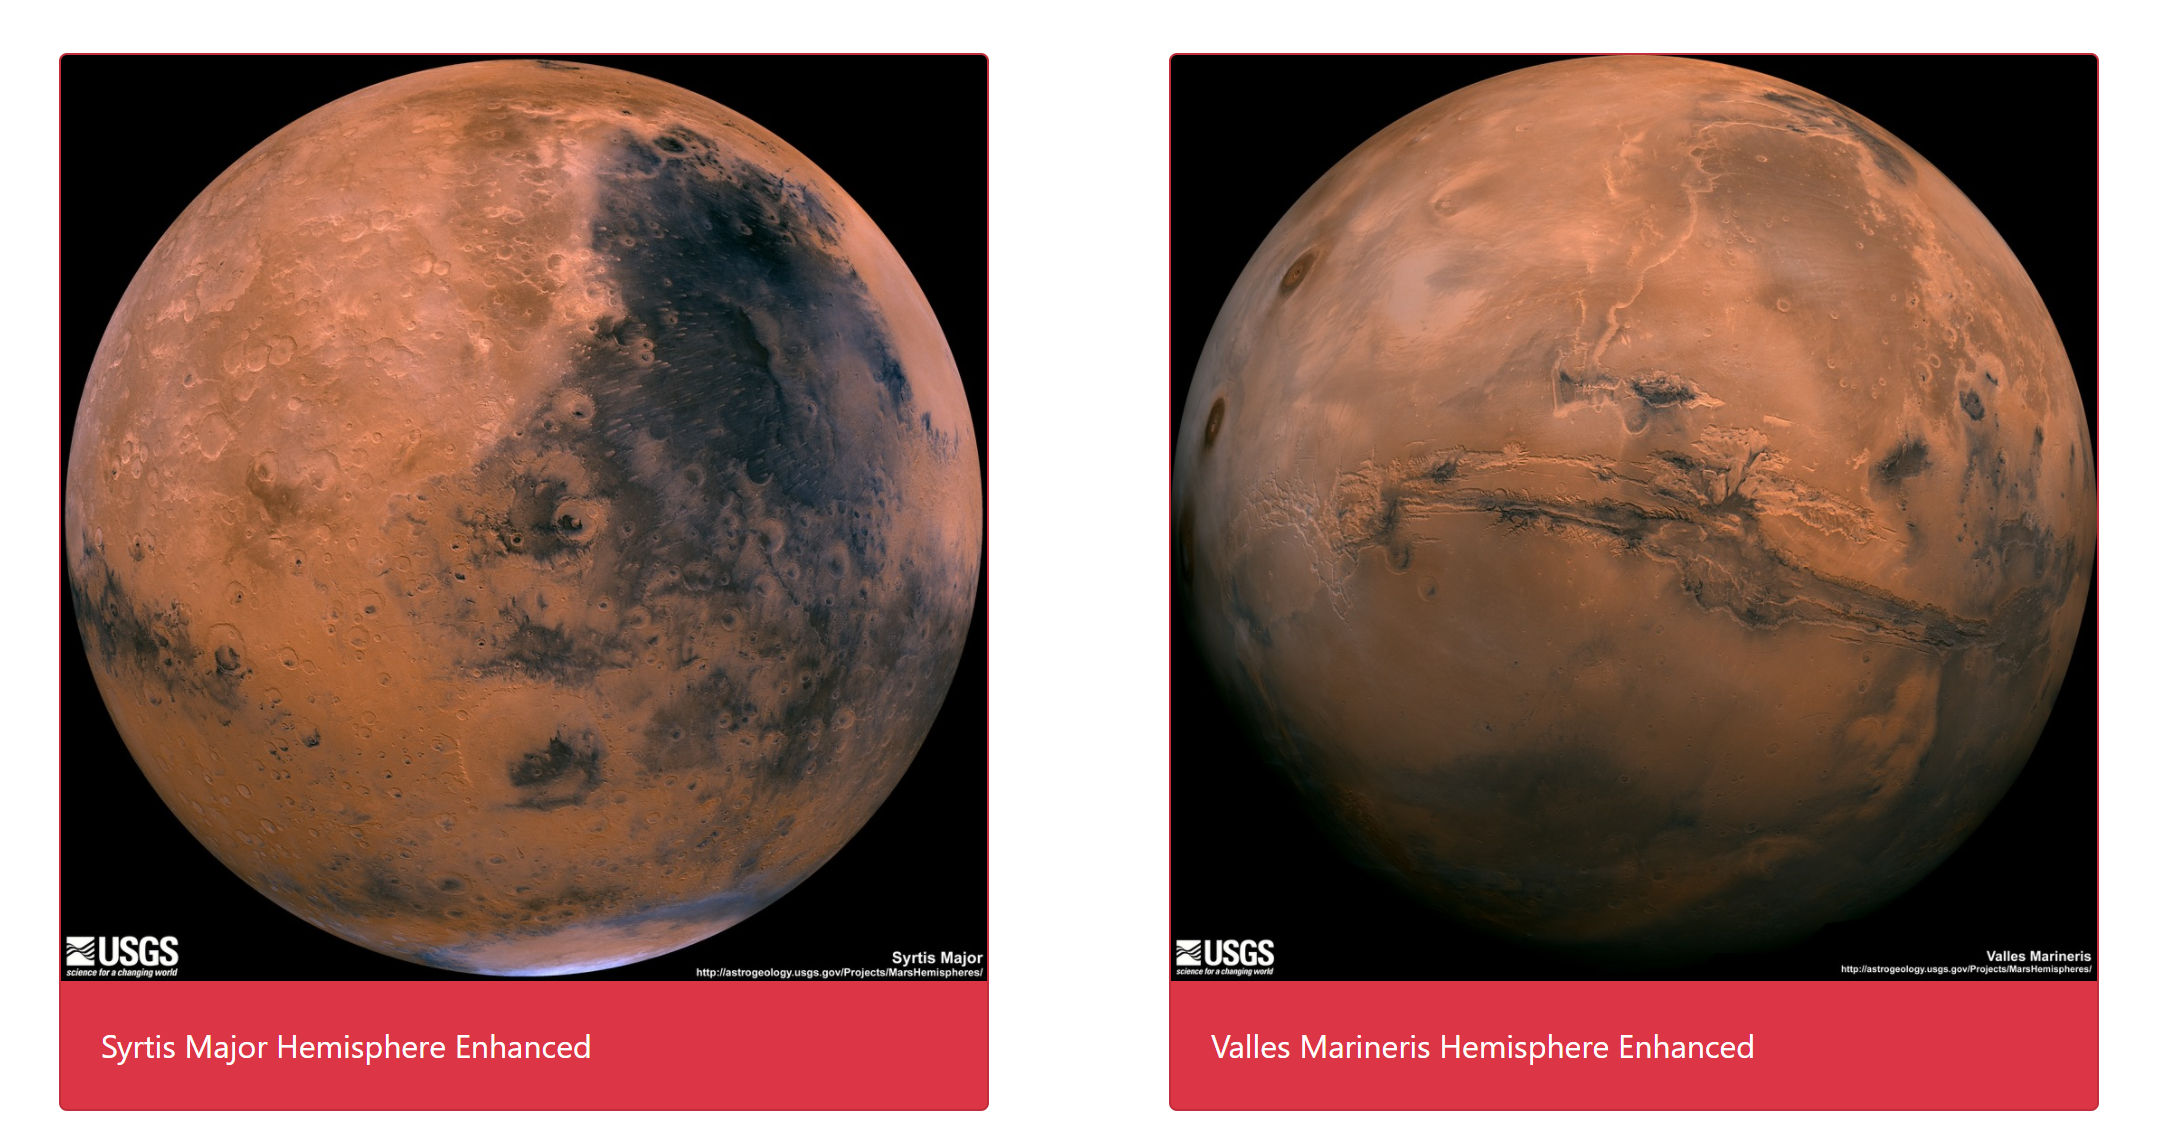 USGS
science for a changing world
Syrtis Major
http://astrogeology.usgs.gov/Projects/MarsHemispheres/
Syrtis Major Hemisphere Enhanced
USGS
science for a changing world
Valles Marineris
http://astrogeology.usgs.gov/Projects/MarsHemispheres/
Valles Marineris Hemisphere Enhanced